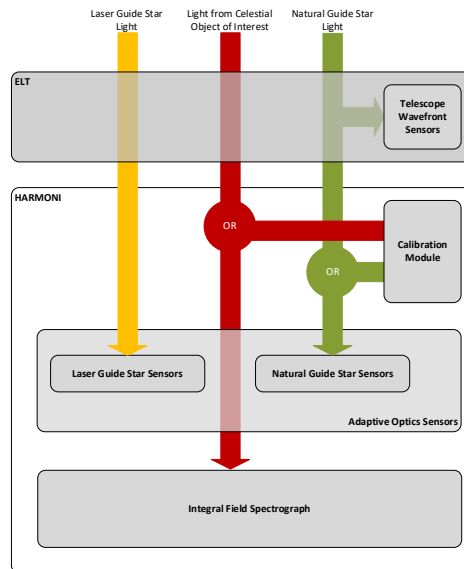 Laser Guide Star
Light
Light from Celestial
Object of Interest
Natural Guide Star
Light
ELT
Telescope
Wavefront
Sensors
HARMONI
OR
Calibration
Module
OR
Laser Guide Star Sensors
Natural Guide Star Sensors
Adaptive Optics Sensors
Integral Field Spectrograph